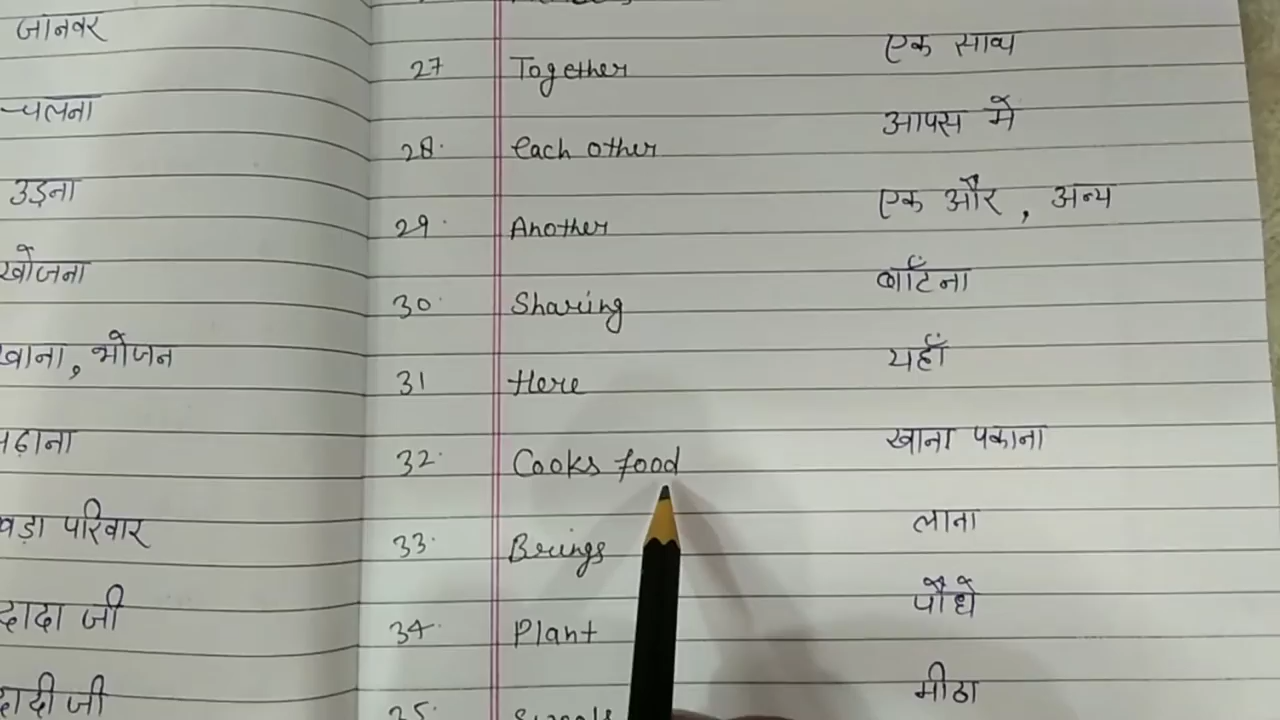 जानवर
चलना
उड़ना
खोजना
खाना, भोजन
बड़ा परिवार
दादा जी
दादी जी
27 Together एक साथ
28. each other आपस में
29. Another एक और, अन्य
30. Sharing बाँटना
31 Here यहाँ
32. Cooks food खाना पकाना
33. Brings लाना
34. Plant पौधे
35. मीठा